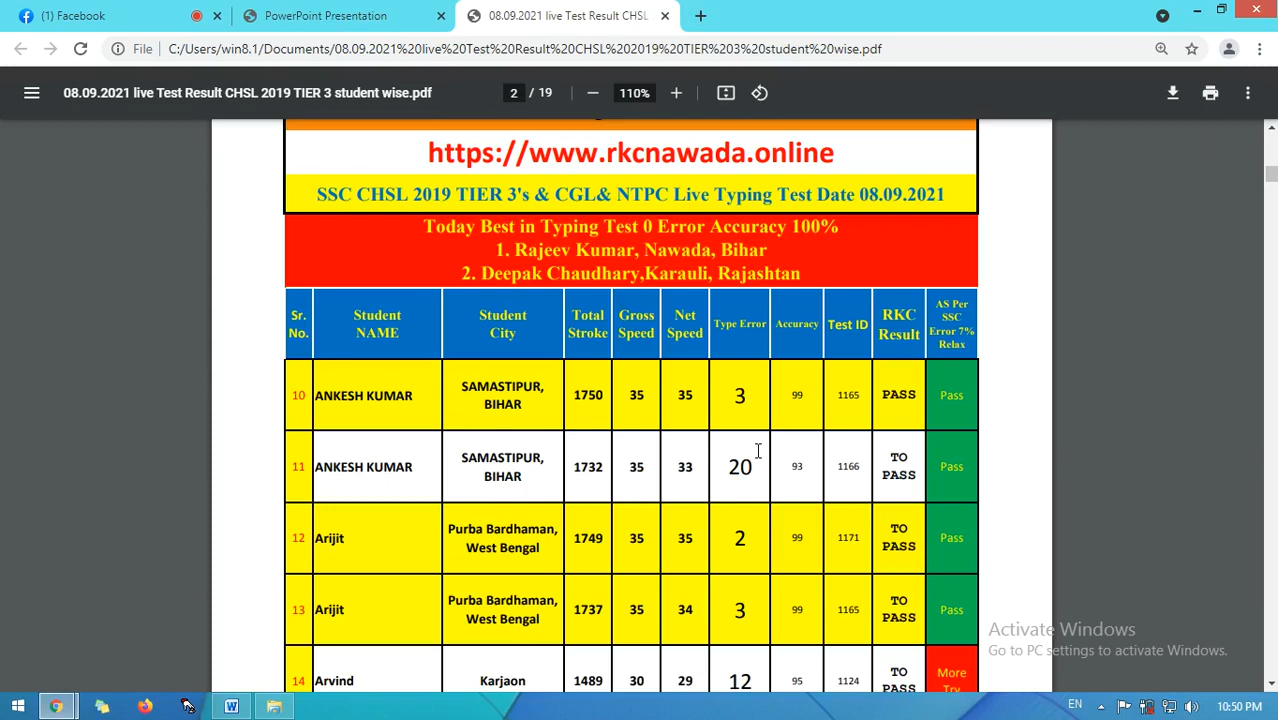 Facebook
PowerPoint Presentation
08.09.2021 live Test Result CHSL
File
C:/Users/win8.1/Documents/08.09.2021%20live%20Test%20Result%20CHSL%202019%20TIER%203%20student%20wise.pdf
08.09.2021 live Test Result CHSL 2019 TIER 3 student wise.pdf
2 / 19
110%
https://www.rkcnawada.online
SSC CHSL 2019 TIER 3's & CGL& NTPC Live Typing Test Date 08.09.2021
Today Best in Typing Test 0 Error Accuracy 100%
1. Rajeev Kumar, Nawada, Bihar
2. Deepak Chaudhary,Karauli, Rajashtan
Sr. No. Student NAME Student City Total Stroke Gross Speed Net Speed Type Error Accuracy Test ID RKC Result AS Per SSC Error 7% Relax
10 ANKESH KUMAR SAMASTIPUR, BIHAR 1750 35 35 3 99 1165 PASS Pass
11 ANKESH KUMAR SAMASTIPUR, BIHAR 1732 35 33 20 93 1166 TO PASS Pass
12 Arijit Purba Bardhaman, West Bengal 1749 35 35 2 99 1171 TO PASS Pass
13 Arijit Purba Bardhaman, West Bengal 1737 35 34 3 99 1165 TO PASS Pass
14 Arvind Karjaon 1489 30 29 12 95 1124 TO PASS More Try
Activate Windows
Go to PC settings to activate Windows.
EN
10:50 PM